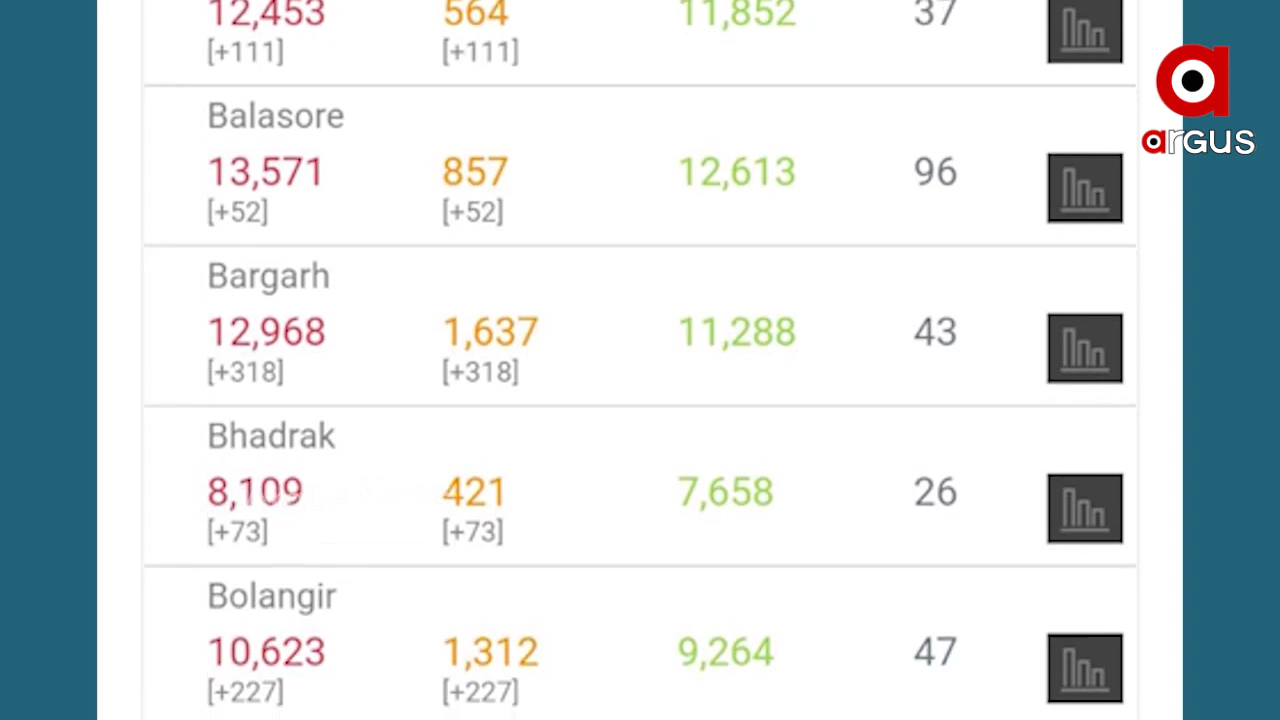 12,453 564 11,852 37
[+111] [+111]
Balasore
13,571 857 12,613 96
[+52] [+52]
Bargarh
12,968 1,637 11,288 43
[+318] [+318]
Bhadrak
8,109 421 7,658 26
[+73] [+73]
Bolangir
10,623 1,312 9,264 47
[+227] [+227]
argus